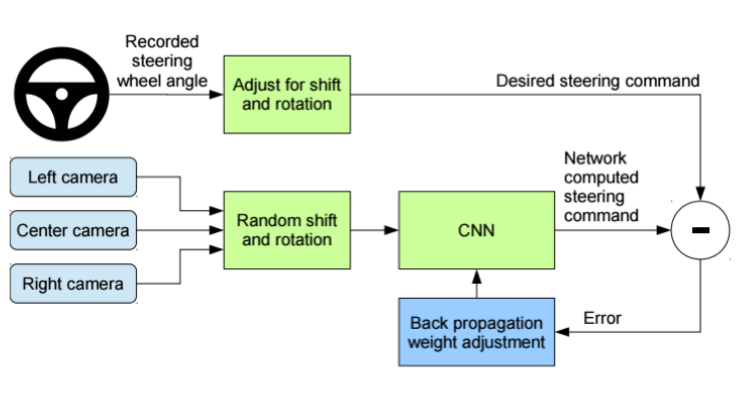 Recorded
steering
wheel angle
Adjust for shift
and rotation
Desired steering command
Left camera
Center camera
Right camera
Random shift
and rotation
CNN
Network
computed
steering
command
-
Back propagation
weight adjustment
Error